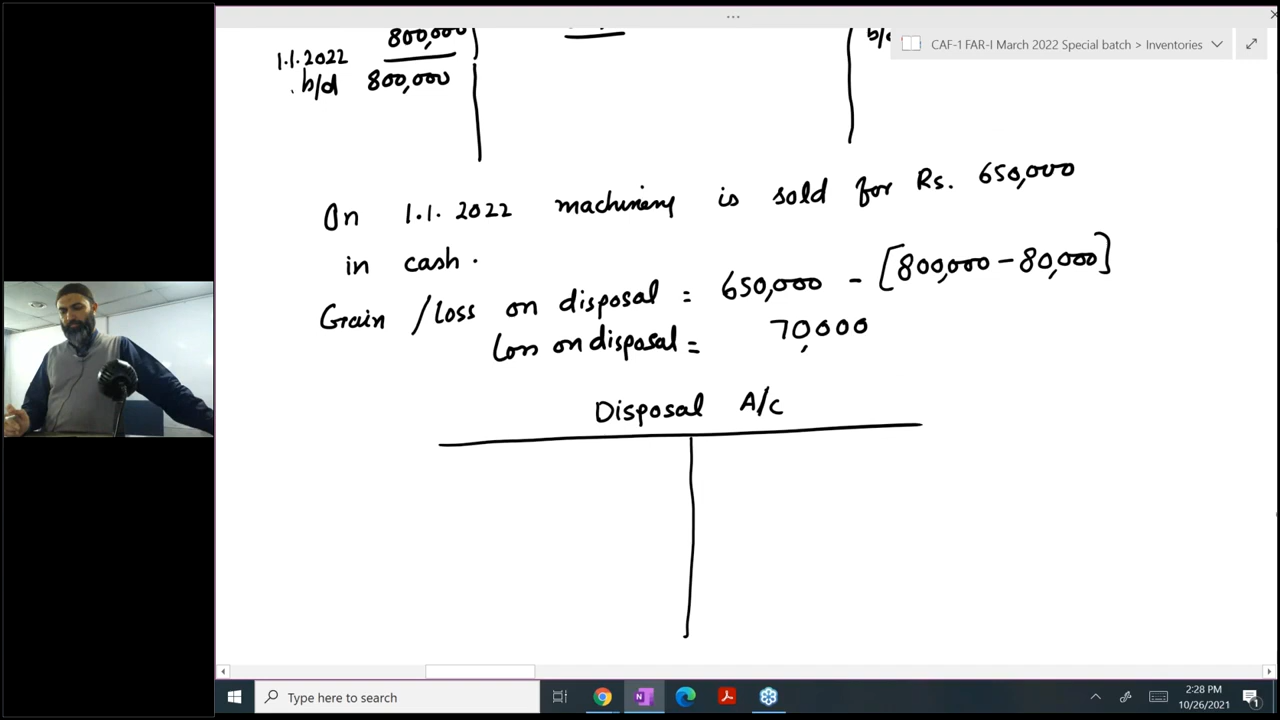 800,000
1.1.2022
b/d 800,000
CAF-1 FAR-I March 2022 Special batch > Inventories
On 1.1.2022 machinery is sold for Rs. 650,000
in cash.
Gain /loss on disposal = 650,000 - [800,000 - 80,000]
Loss on disposal = 70,000
Disposal A/c
Type here to search
2:28 PM
10/26/2021